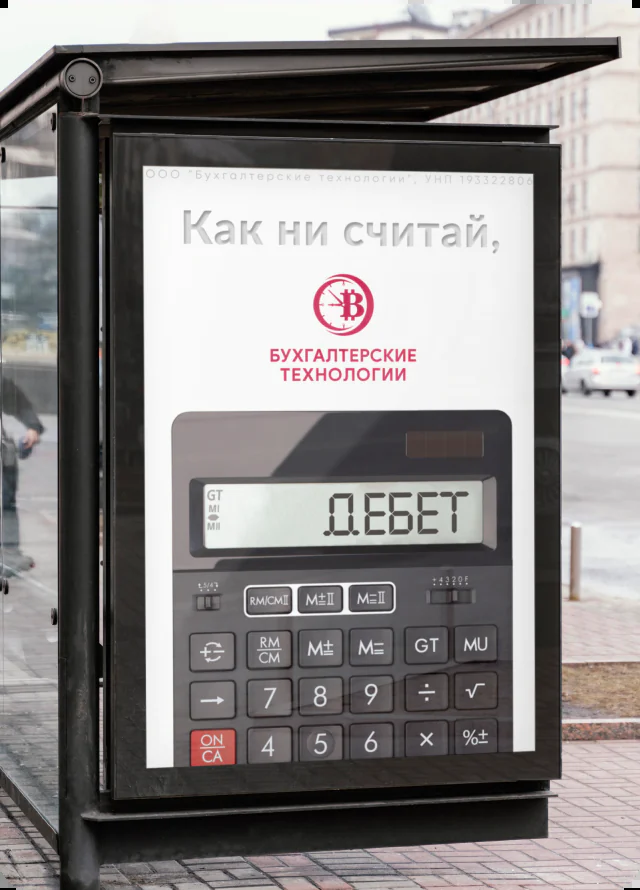 ООО "Бухгалтерские технологии", УНП 193322806
Как ни считай,
БУХГАЛТЕРСКИЕ
ТЕХНОЛОГИИ
GT
MI
MII
ДЕБЕТ
RM/CMII M±II M=II
RM
CM M± M= GT MU
→ 7 8 9 ÷ √
ON
CA 4 5 6 × %±